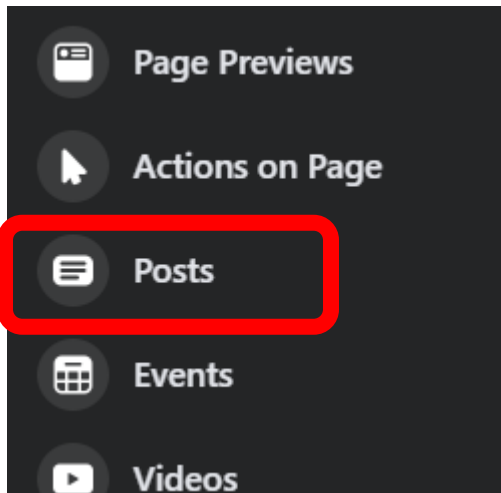 Page Previews
Actions on Page
Posts
Events
Videos